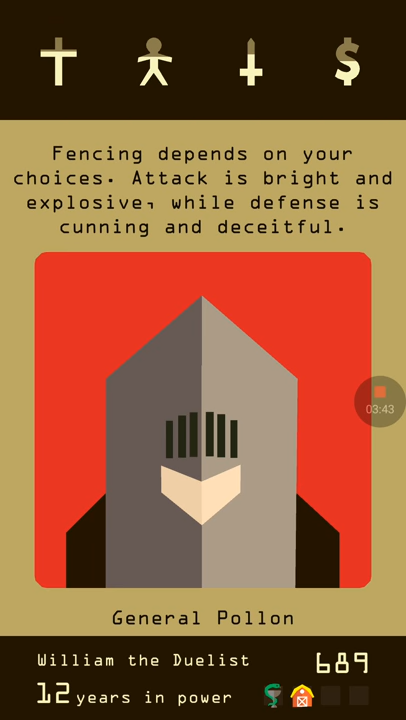 Fencing depends on your
choices. Attack is bright and
explosive, while defense is
cunning and deceitful.
03:43
General Pollon
William the Duelist
689
12 years in power